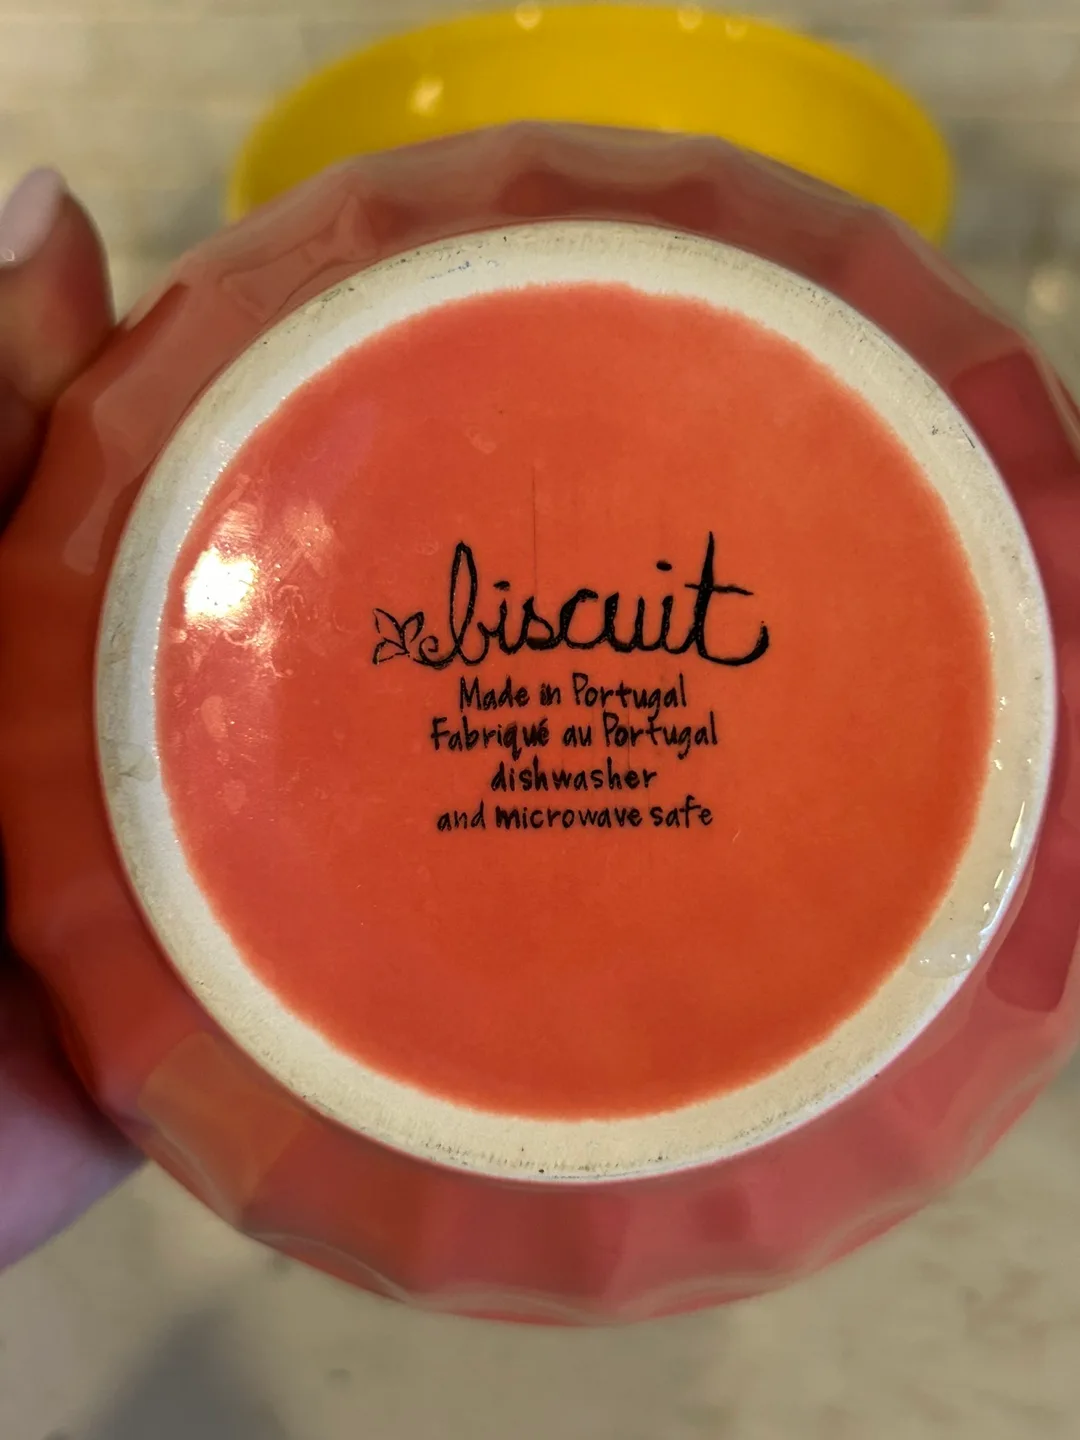 biscuit
Made in Portugal
Fabriqué au Portugal
dishwasher
and microwave safe